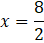 x = 8/2